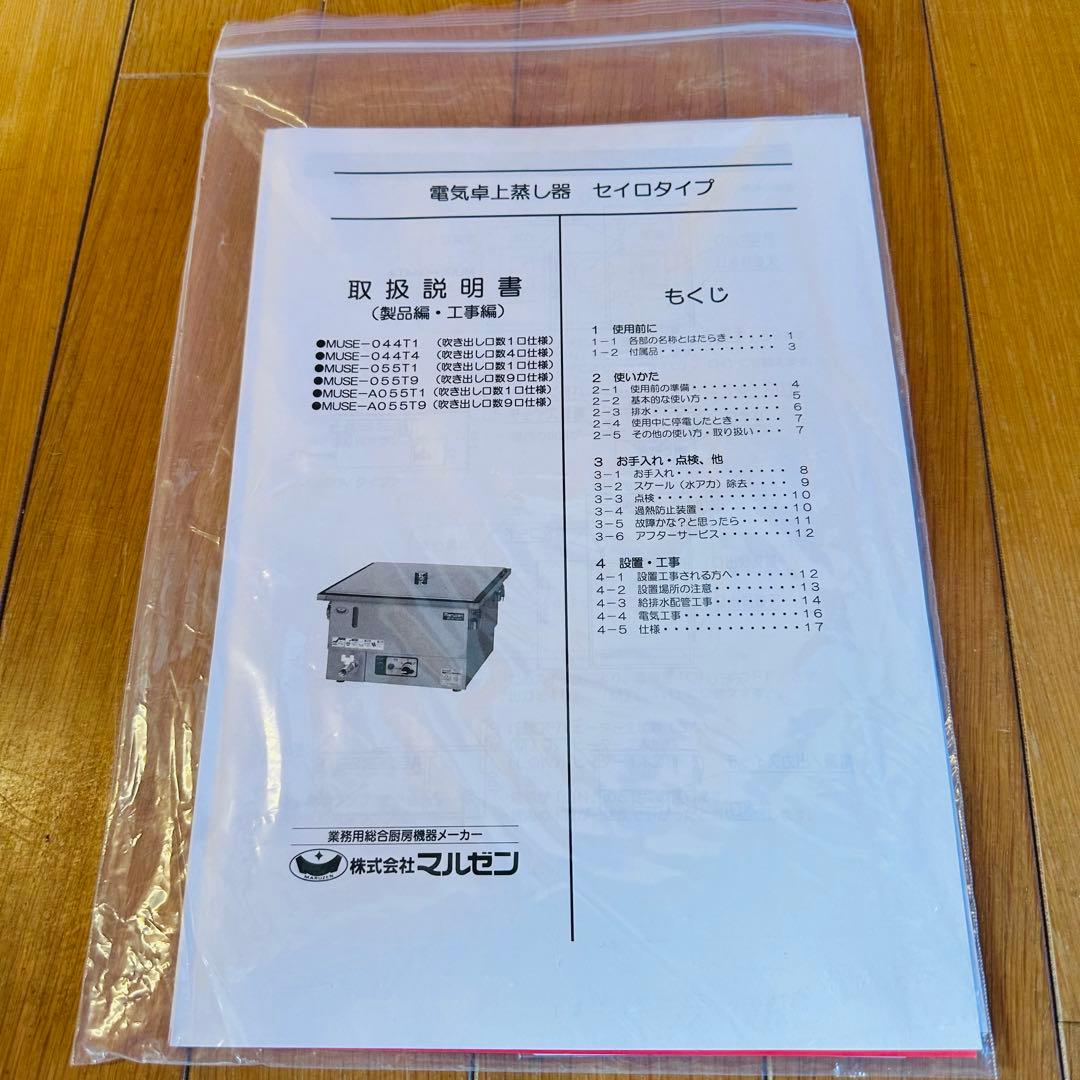 電気卓上蒸し器　セイロタイプ
取扱説明書
（製品編・工事編）
●MUSE－044T1　（吹き出し口数1口仕様）
●MUSE－044T4　（吹き出し口数4口仕様）
●MUSE－055T1　（吹き出し口数1口仕様）
●MUSE－055T9　（吹き出し口数9口仕様）
●MUSE－A055T1（吹き出し口数1口仕様）
●MUSE－A055T9（吹き出し口数9口仕様）
業務用総合厨房機器メーカー
MARUZEN 株式会社マルゼン
もくじ
1　使用前に
1－1　各部の名称とはたらき・・・・・　1
1－2　付属品・・・・・・・・・・・・　3
2　使いかた
2－1　使用前の準備・・・・・・・・・　4
2－2　基本的な使い方・・・・・・・・　5
2－3　排水・・・・・・・・・・・・・　6
2－4　使用中に停電したとき・・・・・　7
2－5　その他の使い方・取り扱い・・・　7
3　お手入れ・点検、他
3－1　お手入れ・・・・・・・・・・・　8
3－2　スケール（水アカ）除去・・・・　9
3－3　点検・・・・・・・・・・・・・10
3－4　過熱防止装置・・・・・・・・・10
3－5　故障かな？と思ったら・・・・・・11
3－6　アフターサービス・・・・・・・12
4　設置・工事
4－1　設置工事される方へ・・・・・・12
4－2　設置場所の注意・・・・・・・・13
4－3　給排水配管工事・・・・・・・・14
4－4　電気工事・・・・・・・・・・・16
4－5　仕様・・・・・・・・・・・・・17